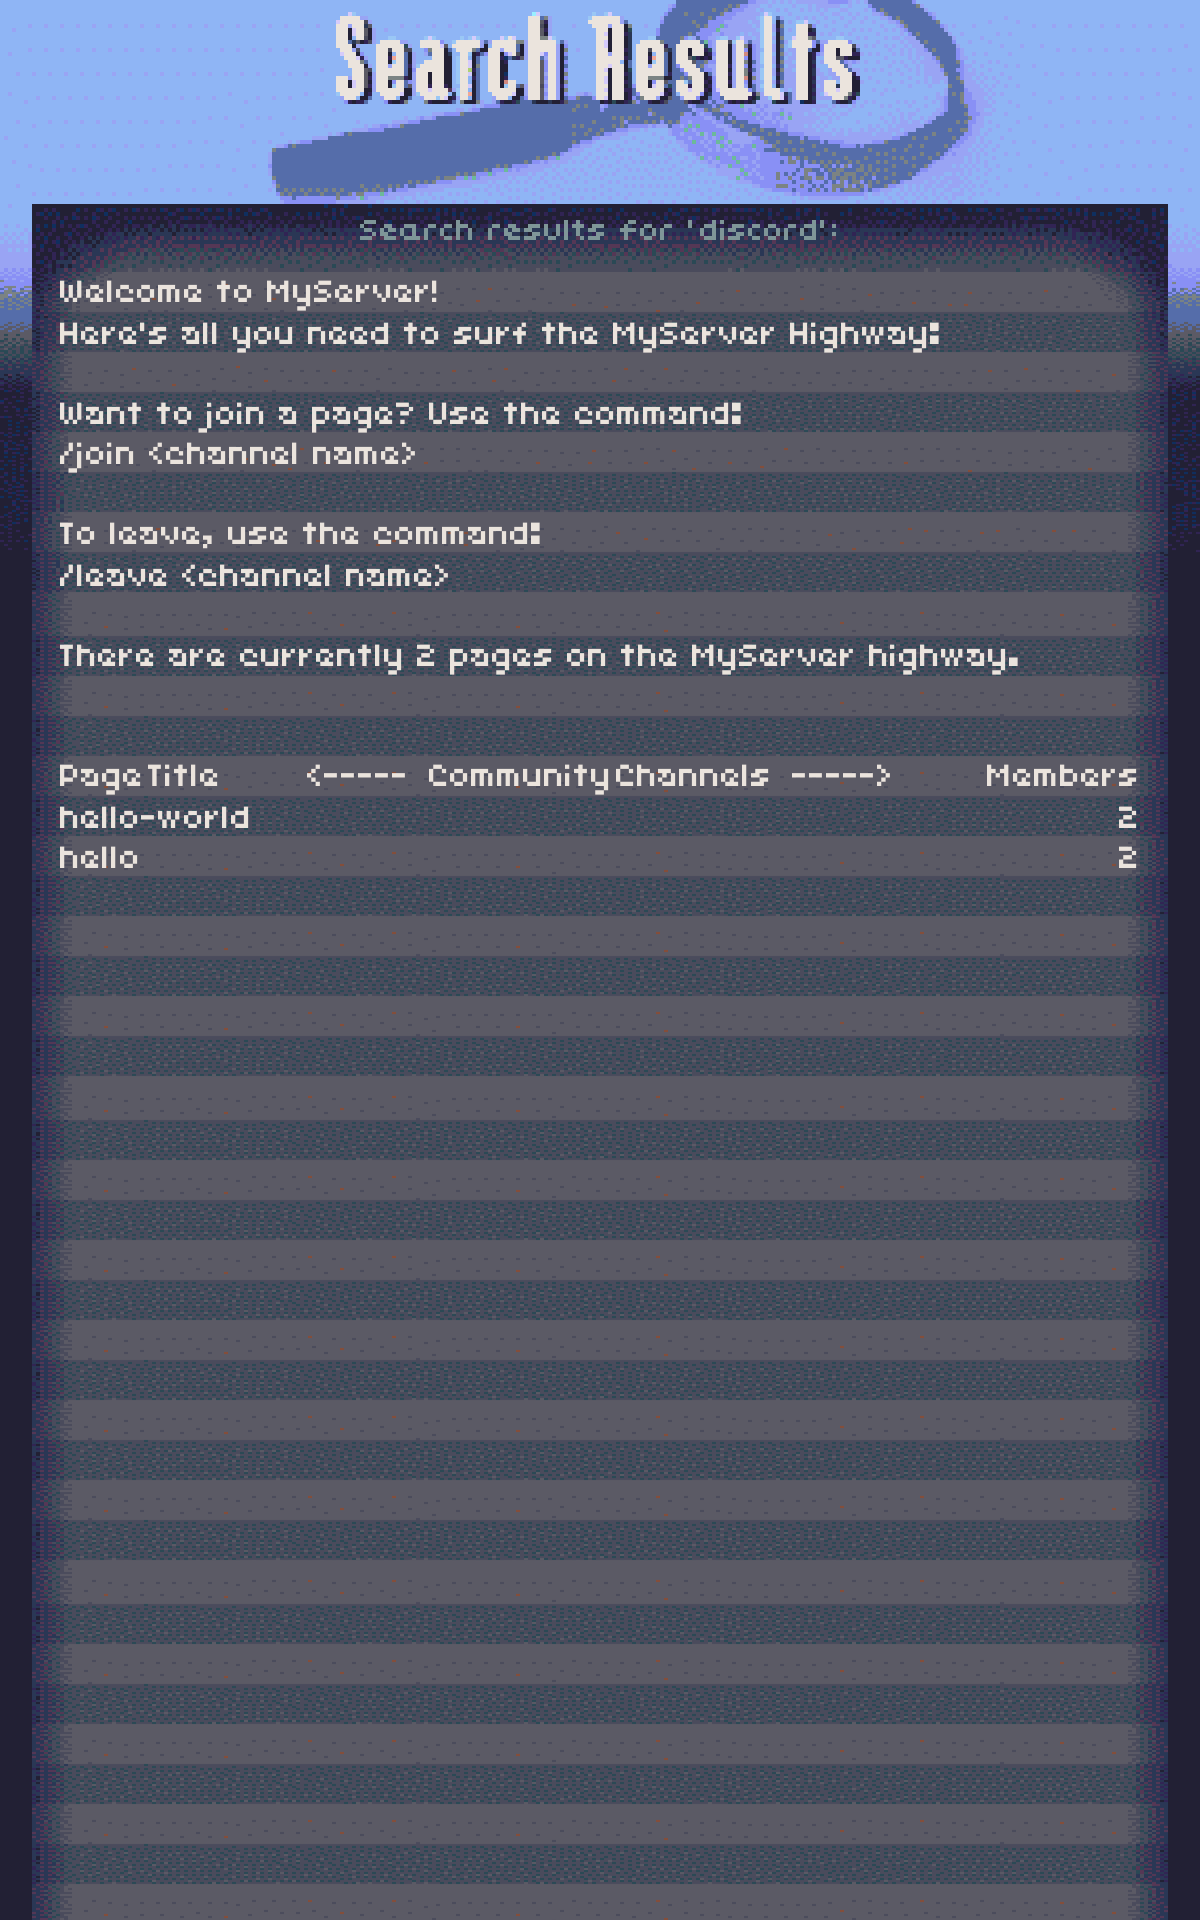 Search Results
Search results for 'discord':
Welcome to MyServer!
Here's all you need to surf the MyServer Highway:
Want to join a page? Use the command:
/join <channel name>
To leave, use the command:
/leave <channel name>
There are currently 2 pages on the MyServer highway.
Page Title <----- Community Channels -----> Members
hello-world 2
hello 2